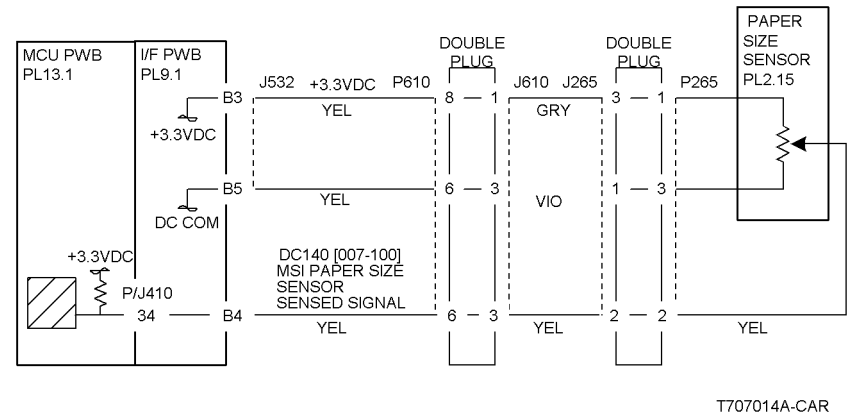 PAPER
SIZE
SENSOR
PL2.15
DOUBLE
PLUG
DOUBLE
PLUG
MCU PWB
PL13.1
I/F PWB
PL9.1
B3 J532 +3.3VDC P610 8 1 J610 J265 3 1 P265
YEL GRY
+3.3VDC
B5 6 3 1 3
YEL VIO
DC COM
+3.3VDC
DC140 [007-100]
MSI PAPER SIZE
SENSOR
SENSED SIGNAL
P/J410
34 B4 6 3 2 2
YEL YEL YEL
T707014A-CAR